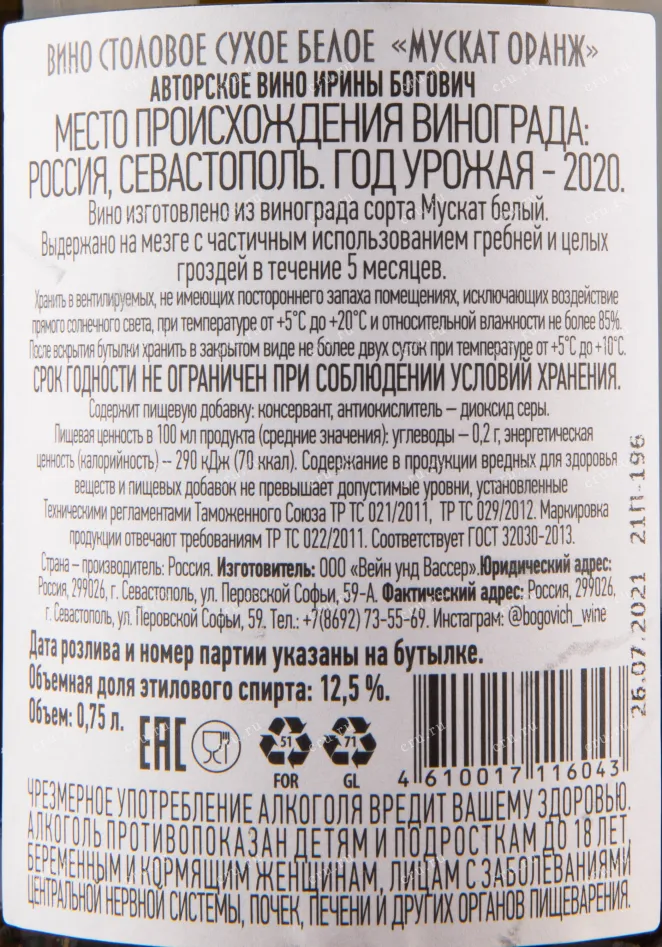 ВИНО СТОЛОВОЕ СУХОЕ БЕЛОЕ «МУСКАТ ОРАНЖ»
АВТОРСКОЕ ВИНО ИРИНЫ БОГОВИЧ
МЕСТО ПРОИСХОЖДЕНИЯ ВИНОГРАДА:
РОССИЯ, СЕВАСТОПОЛЬ. ГОД УРОЖАЯ – 2020.
Вино изготовлено из винограда сорта Мускат белый.
Выдержано на мезге с частичным использованием гребней и целых
гроздей в течение 5 месяцев.
Хранить в вентилируемых, не имеющих постороннего запаха помещениях, исключающих воздействие
прямого солнечного света, при температуре от +5°С до +20°С и относительной влажности не более 85%.
После вскрытия бутылки хранить в закрытом виде не более двух суток при температуре от +5°С до +10°С.
СРОК ГОДНОСТИ НЕ ОГРАНИЧЕН ПРИ СОБЛЮДЕНИИ УСЛОВИЙ ХРАНЕНИЯ.
Содержит пищевую добавку: консервант, антиокислитель – диоксид серы.
Пищевая ценность в 100 мл продукта (средние значения): углеводы – 0,2 г, энергетическая
ценность (калорийность) – 290 кДж (70 ккал). Содержание в продукции вредных для здоровья
веществ и пищевых добавок не превышает допустимые уровни, установленные
Техническими регламентами Таможенного Союза ТР ТС 021/2011, ТР ТС 029/2012. Маркировка
продукции отвечают требованиям ТР ТС 022/2011. Соответствует ГОСТ 32030-2013.
Страна – производитель: Россия. Изготовитель: ООО «Вейн унд Вассер».Юридический адрес:
Россия, 299026, г. Севастополь, ул. Перовской Софьи, 59-А. Фактический адрес: Россия, 299026,
г. Севастополь, ул. Перовской Софьи, 59. Тел.: +7(8692) 73-55-69. Инстаграм: @bogovich_wine
Дата розлива и номер партии указаны на бутылке.
Объемная доля этилового спирта: 12,5 %.
Объем: 0,75 л.
26.07.2021 21П-196
ЕАС
51
FOR
71
GL
4 610017 116043
ЧРЕЗМЕРНОЕ УПОТРЕБЛЕНИЕ АЛКОГОЛЯ ВРЕДИТ ВАШЕМУ ЗДОРОВЬЮ.
АЛКОГОЛЬ ПРОТИВОПОКАЗАН ДЕТЯМ И ПОДРОСТКАМ ДО 18 ЛЕТ,
БЕРЕМЕННЫМ И КОРМЯЩИМ ЖЕНЩИНАМ, ЛИЦАМ С ЗАБОЛЕВАНИЯМИ
ЦЕНТРАЛЬНОЙ НЕРВНОЙ СИСТЕМЫ, ПОЧЕК, ПЕЧЕНИ И ДРУГИХ ОРГАНОВ ПИЩЕВАРЕНИЯ.